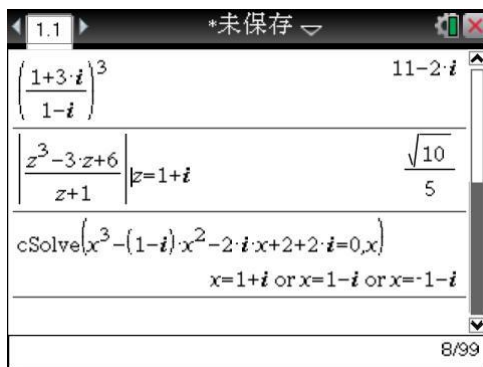 1.1 *未保存
((1+3·i)/(1-i))^3
11-2·i
|(z^3-3·z+6)/(z+1)||z=1+i
√10/5
cSolve(x^3-(1-i)·x^2-2·i·x+2+2·i=0,x)
x=1+i or x=1-i or x=-1-i
8/99